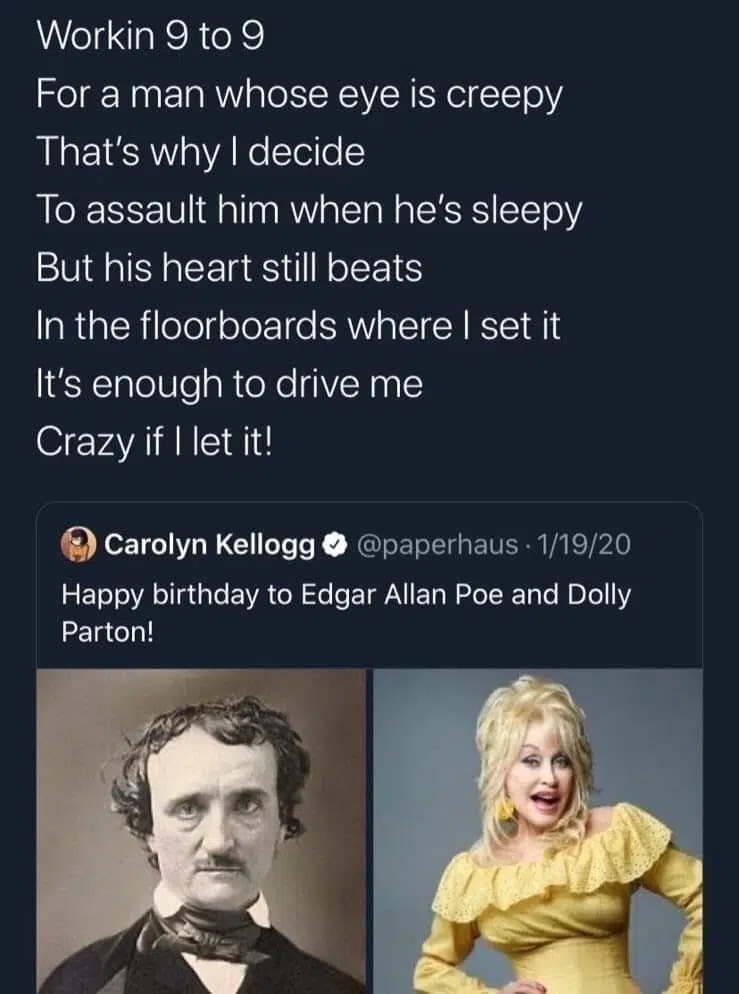 Workin 9 to 9
For a man whose eye is creepy
That's why I decide
To assault him when he's sleepy
But his heart still beats
In the floorboards where I set it
It's enough to drive me
Crazy if I let it!
Carolyn Kellogg @paperhaus · 1/19/20
Happy birthday to Edgar Allan Poe and Dolly
Parton!